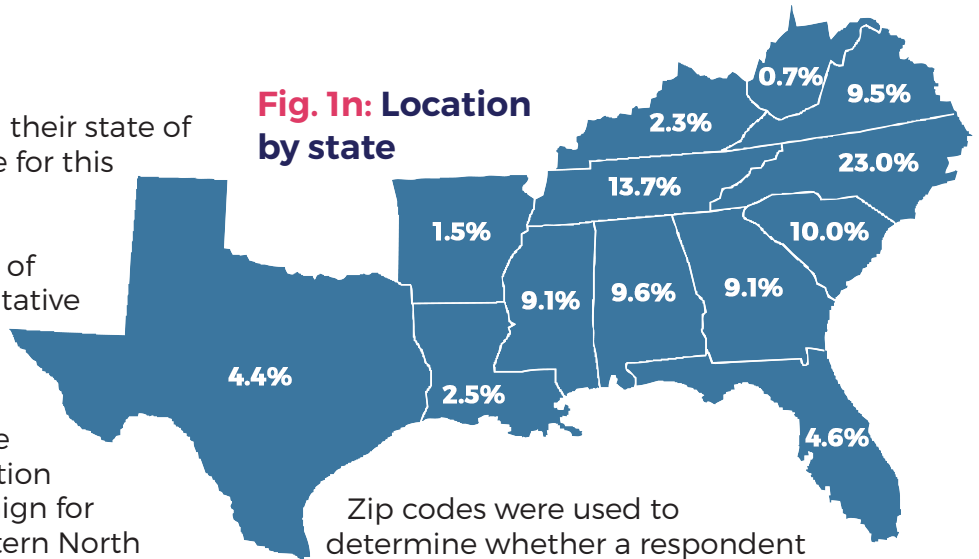 their state of
e for this
of
tative
e
tion
ign for
tern North
Fig. 1n: Location
by state
0.7%
9.5%
2.3%
23.0%
13.7%
1.5%
10.0%
9.1%
9.6%
9.1%
4.4%
2.5%
4.6%
Zip codes were used to
determine whether a respondent